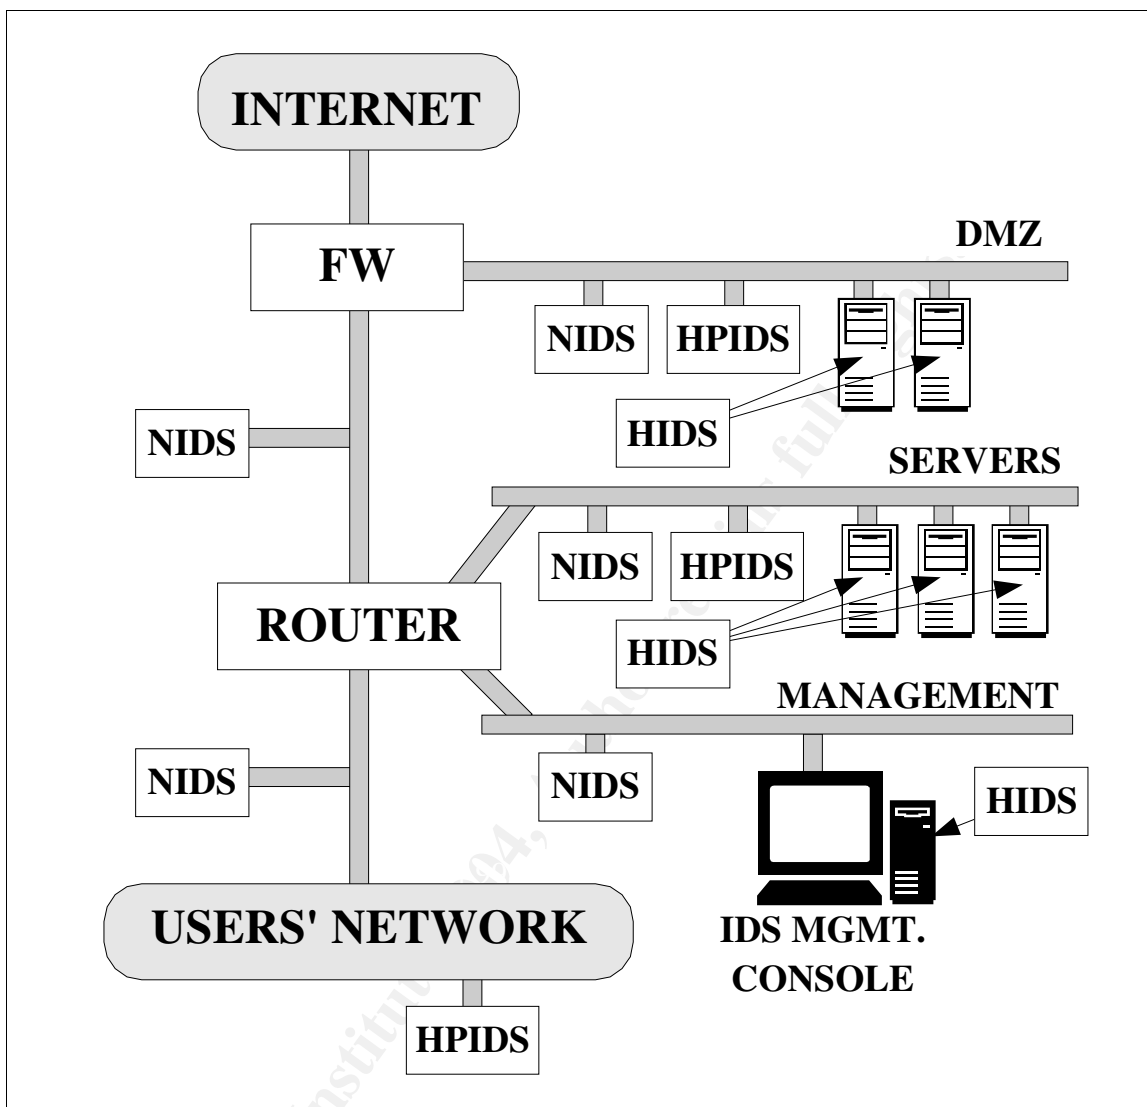 INTERNET
FW
DMZ
NIDS
HPIDS
HIDS
NIDS
SERVERS
NIDS
HPIDS
HIDS
ROUTER
MANAGEMENT
NIDS
NIDS
HIDS
IDS MGMT.
CONSOLE
USERS' NETWORK
HPIDS